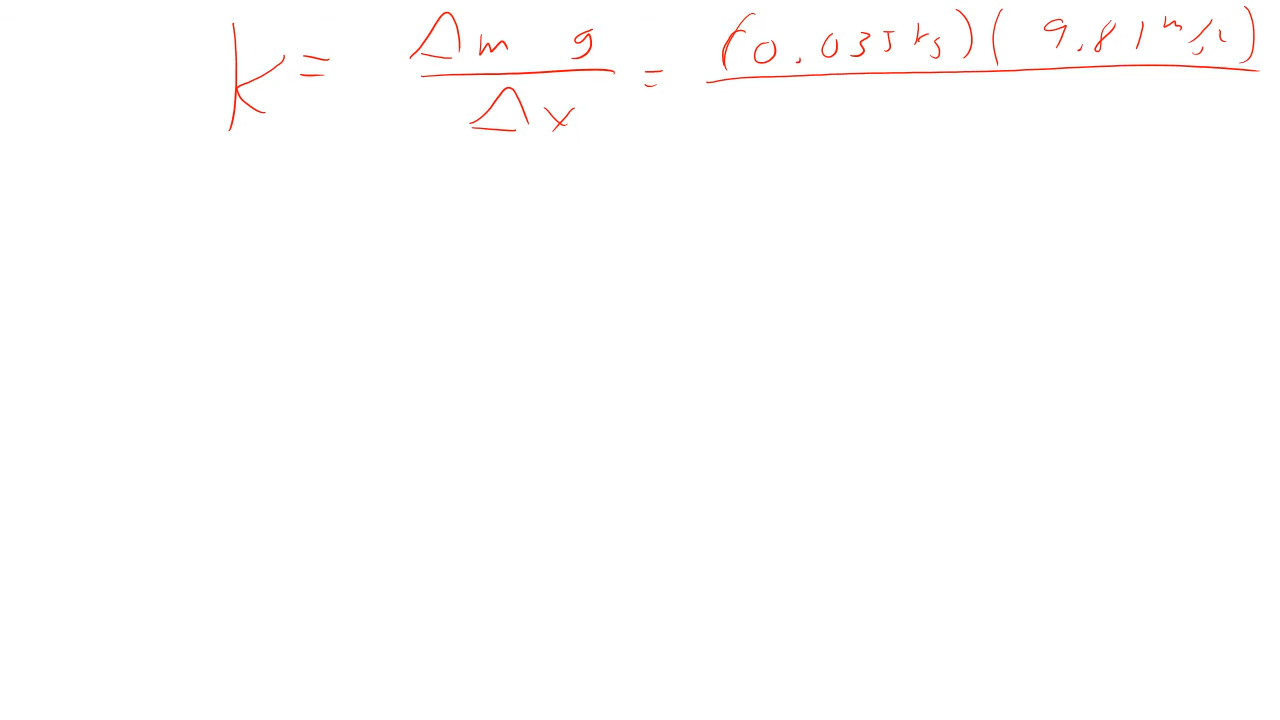 k = Δm g / Δx = (0.035 kg)(9.81 m/s²)